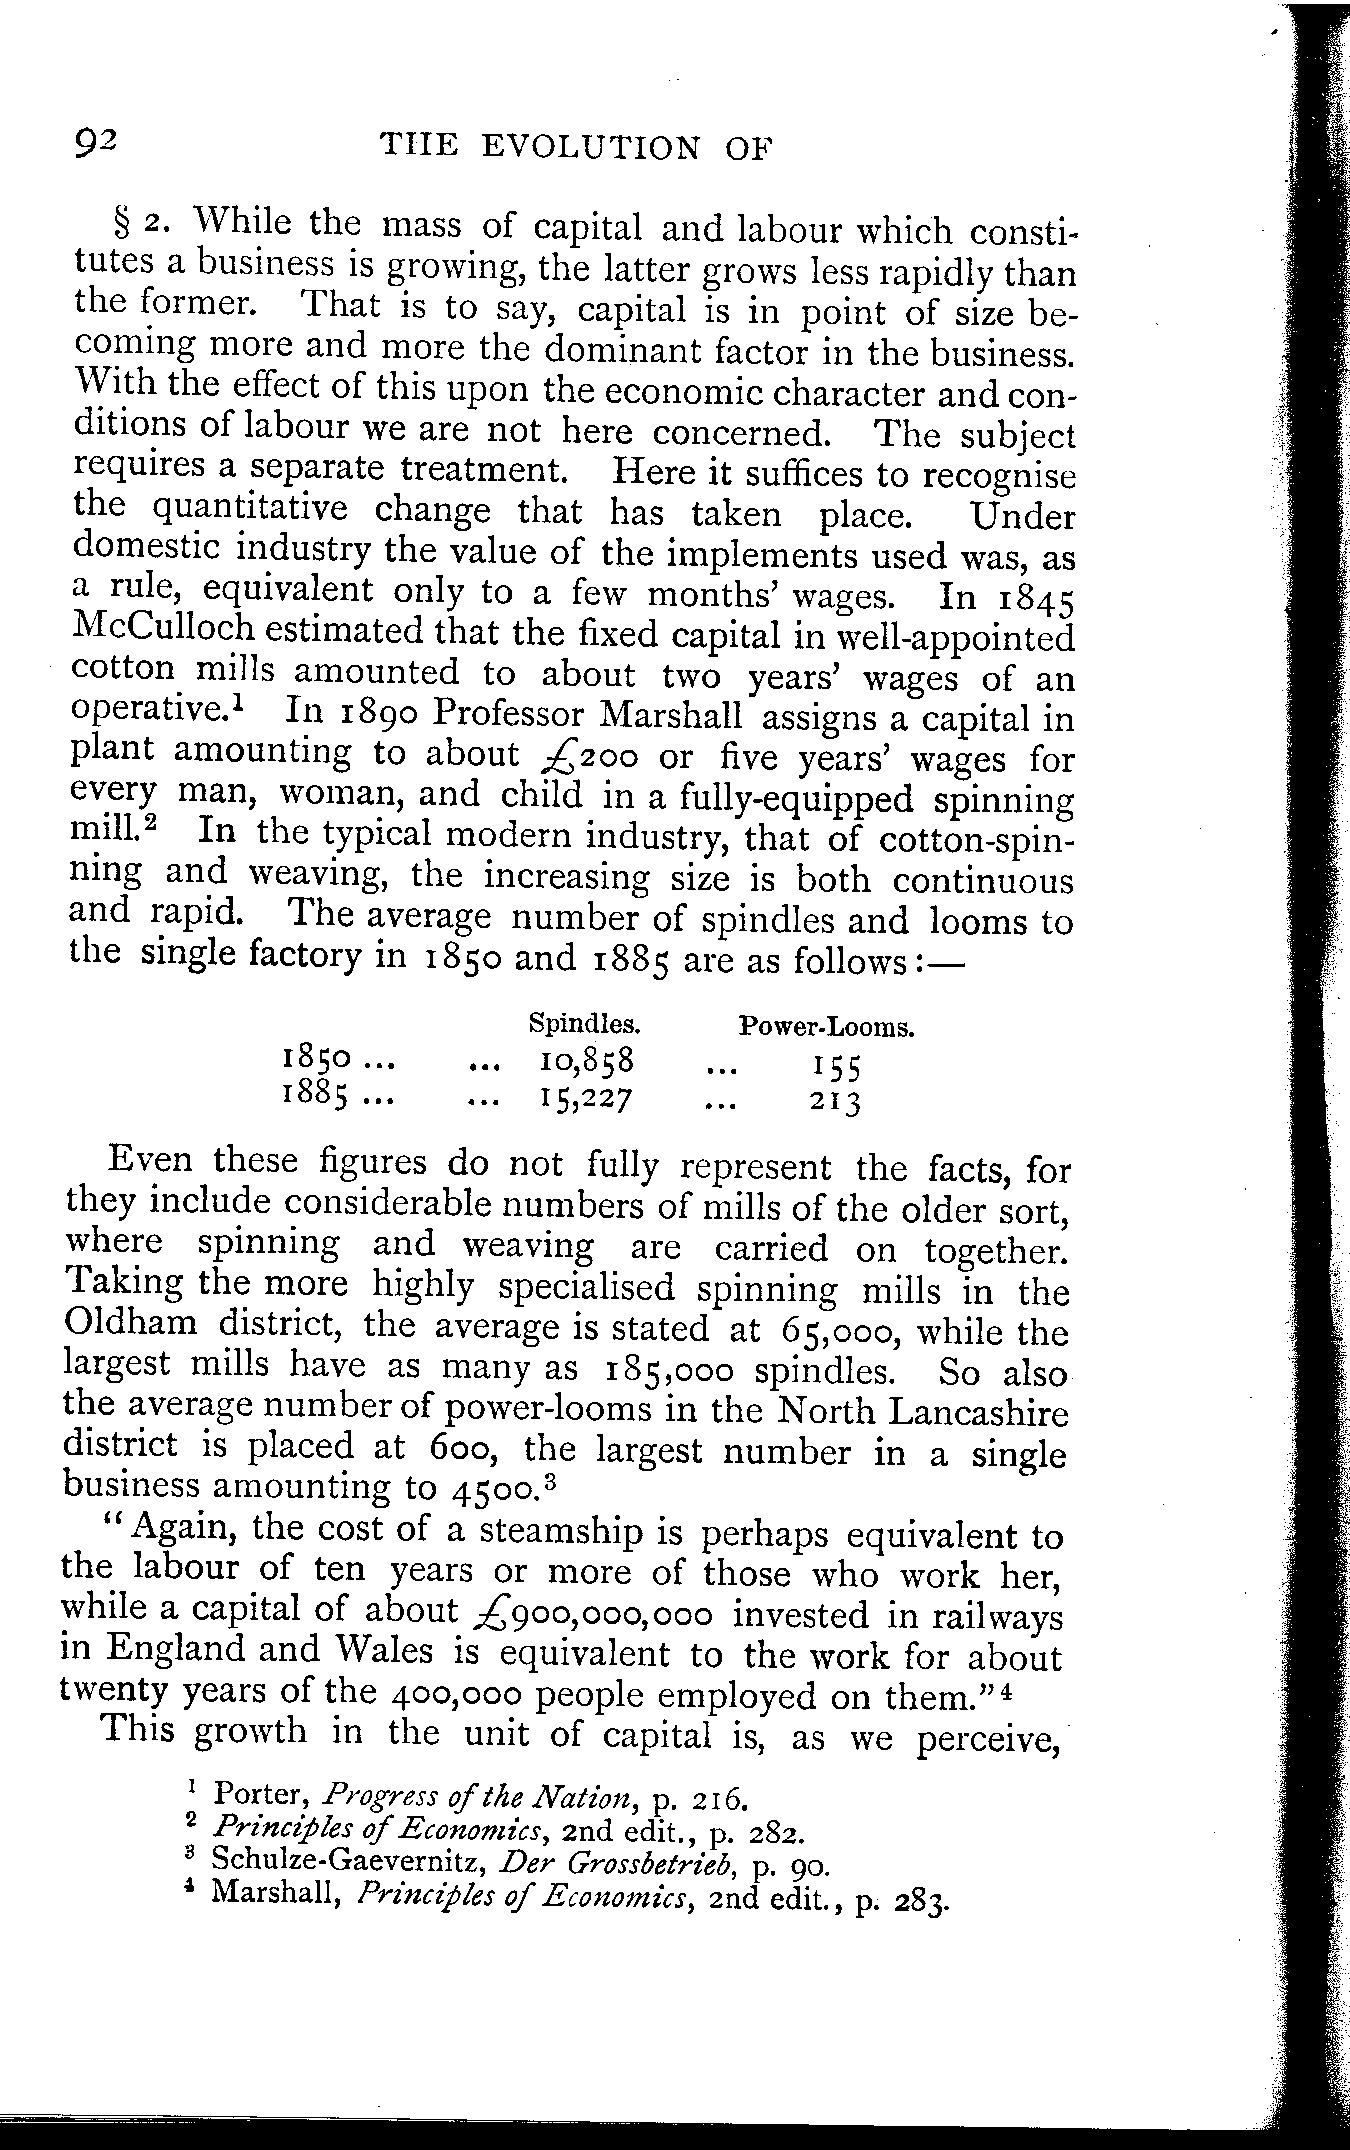 92 THE EVOLUTION OF
§ 2. While the mass of capital and labour which consti-
tutes a business is growing, the latter grows less rapidly than
the former. That is to say, capital is in point of size be-
coming more and more the dominant factor in the business.
With the effect of this upon the economic character and con-
ditions of labour we are not here concerned. The subject
requires a separate treatment. Here it suffices to recognise
the quantitative change that has taken place. Under
domestic industry the value of the implements used was, as
a rule, equivalent only to a few months' wages. In 1845
McCulloch estimated that the fixed capital in well-appointed
cotton mills amounted to about two years' wages of an
operative.¹ In 1890 Professor Marshall assigns a capital in
plant amounting to about £200 or five years' wages for
every man, woman, and child in a fully-equipped spinning
mill.² In the typical modern industry, that of cotton-spin-
ning and weaving, the increasing size is both continuous
and rapid. The average number of spindles and looms to
the single factory in 1850 and 1885 are as follows:—
Spindles. Power-Looms.
1850 ... ... 10,858 ... 155
1885 ... ... 15,227 ... 213
Even these figures do not fully represent the facts, for
they include considerable numbers of mills of the older sort,
where spinning and weaving are carried on together.
Taking the more highly specialised spinning mills in the
Oldham district, the average is stated at 65,000, while the
largest mills have as many as 185,000 spindles. So also
the average number of power-looms in the North Lancashire
district is placed at 600, the largest number in a single
business amounting to 4500.³
"Again, the cost of a steamship is perhaps equivalent to
the labour of ten years or more of those who work her,
while a capital of about £900,000,000 invested in railways
in England and Wales is equivalent to the work for about
twenty years of the 400,000 people employed on them."⁴
This growth in the unit of capital is, as we perceive,
¹ Porter, Progress of the Nation, p. 216.
² Principles of Economics, 2nd edit., p. 282.
³ Schulze-Gaevernitz, Der Grossbetrieb, p. 90.
⁴ Marshall, Principles of Economics, 2nd edit., p. 283.